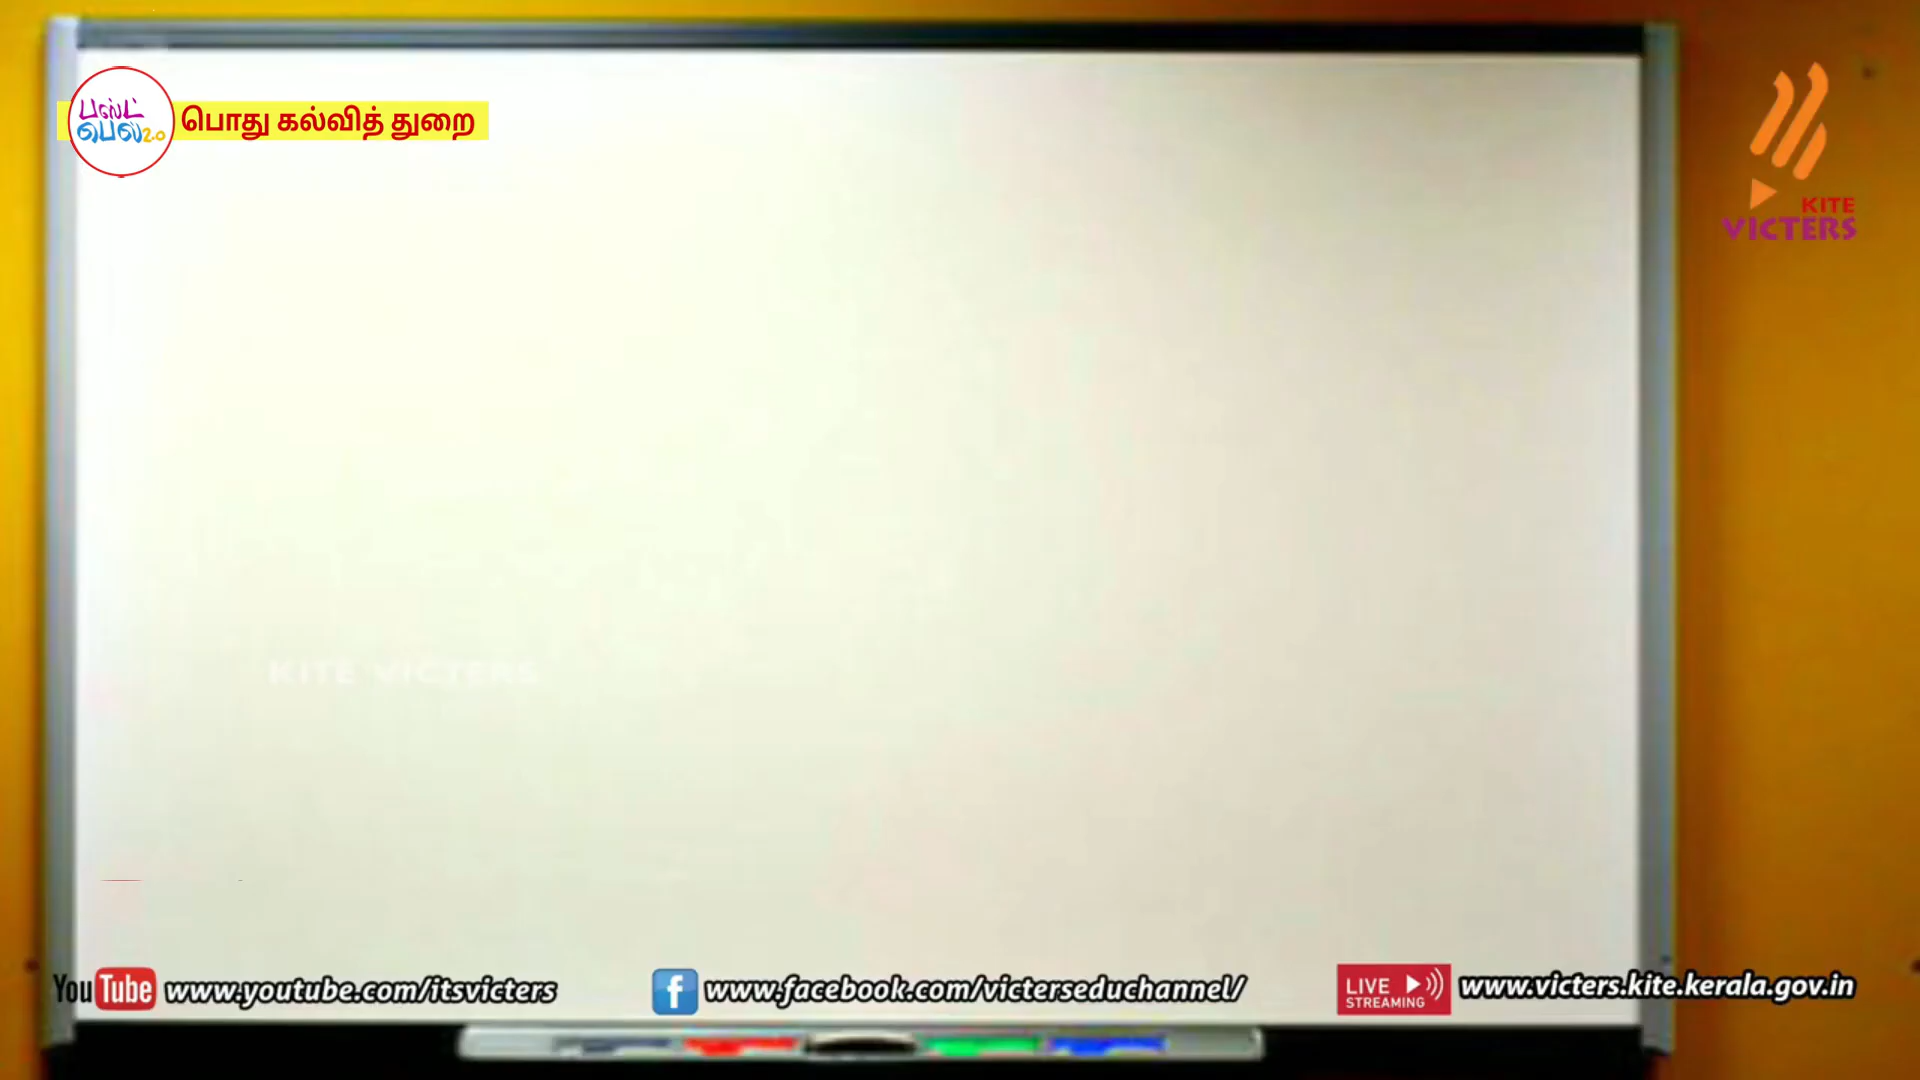 பஸ்ட்
பெல் 2.0
பொது கல்வித் துறை
KITE
VICTERS
KITE VICTERS
YouTube www.youtube.com/itsvicters
f www.facebook.com/victerseduchannel/
LIVE STREAMING www.victers.kite.kerala.gov.in